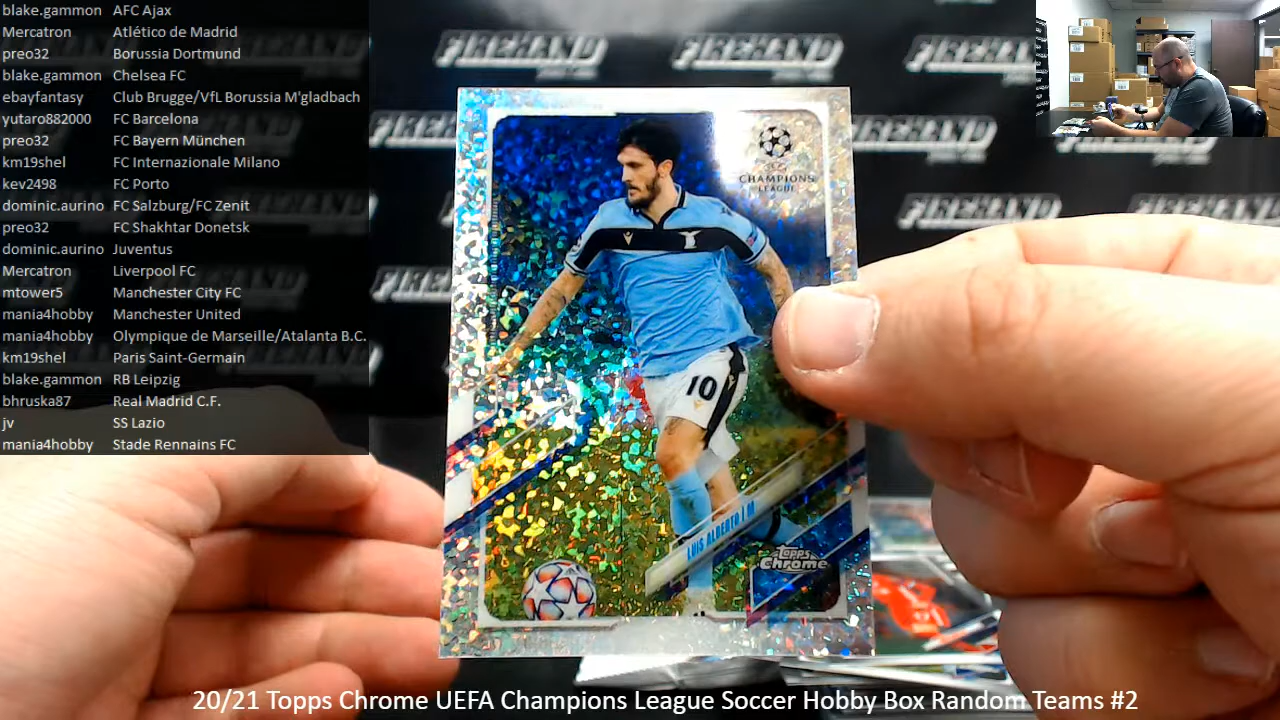 blake.gammon AFC Ajax
Mercatron Atlético de Madrid
preo32 Borussia Dortmund
blake.gammon Chelsea FC
ebayfantasy Club Brugge/VfL Borussia M'gladbach
yutaro882000 FC Barcelona
preo32 FC Bayern München
km19shel FC Internazionale Milano
kev2498 FC Porto
dominic.aurino FC Salzburg/FC Zenit
preo32 FC Shakhtar Donetsk
dominic.aurino Juventus
Mercatron Liverpool FC
mtower5 Manchester City FC
mania4hobby Manchester United
mania4hobby Olympique de Marseille/Atalanta B.C.
km19shel Paris Saint-Germain
blake.gammon RB Leipzig
bhruska87 Real Madrid C.F.
jv SS Lazio
mania4hobby Stade Rennains FC
FIREHAND FIREHAND FIREHAND
CHAMPIONS
LEAGUE
10
LUIS ALBERTO | M
Topps
Chrome
20/21 Topps Chrome UEFA Champions League Soccer Hobby Box Random Teams #2